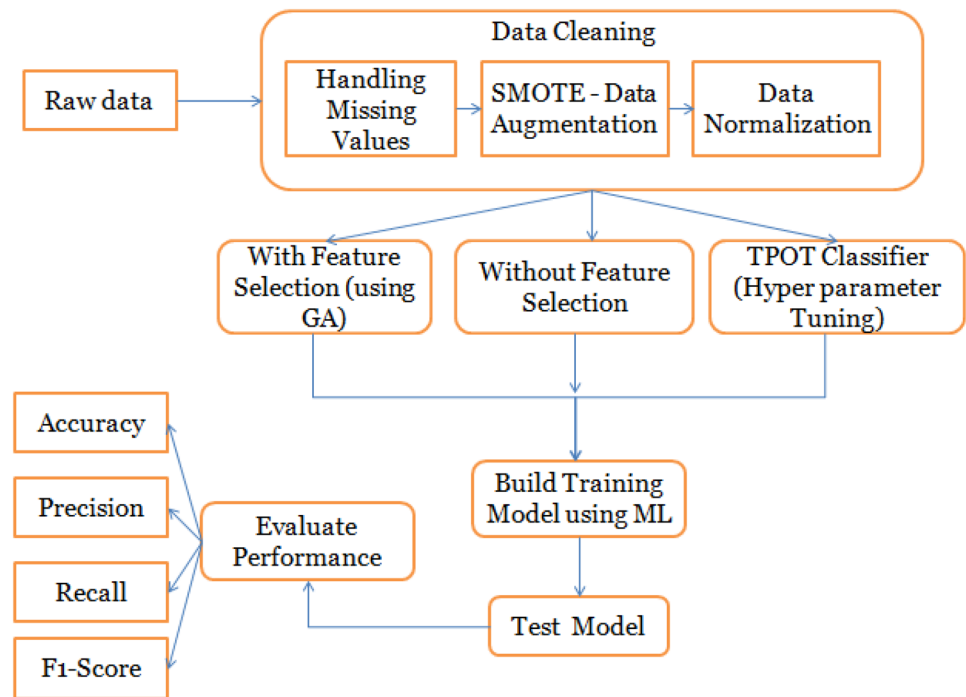 Data Cleaning
Raw data
Handling
Missing
Values
SMOTE - Data
Augmentation
Data
Normalization
With Feature
Selection (using
GA)
Without Feature
Selection
TPOT Classifier
(Hyper parameter
Tuning)
Build Training
Model using ML
Test Model
Evaluate
Performance
Accuracy
Precision
Recall
F1-Score